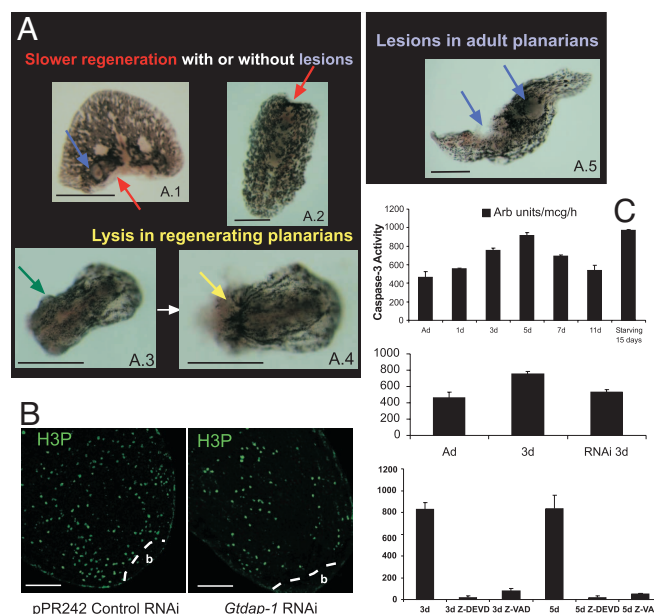 A
Slower regeneration with or without lesions
A.1
A.2
Lysis in regenerating planarians
A.3
A.4
Lesions in adult planarians
A.5
B
H3P
H3P
b
b
pPR242 Control RNAi
Gtdap-1 RNAi
C
Arb units/mcg/h
Caspase-3 Activity
1200
1000
800
600
400
200
0
Ad 1d 3d 5d 7d 11d Starving
15 days
1000
800
600
400
200
0
Ad 3d RNAi 3d
1200
1000
800
600
400
200
0
3d 3d Z-DEVD 3d Z-VAD 5d 5d Z-DEVD 5d Z-VA